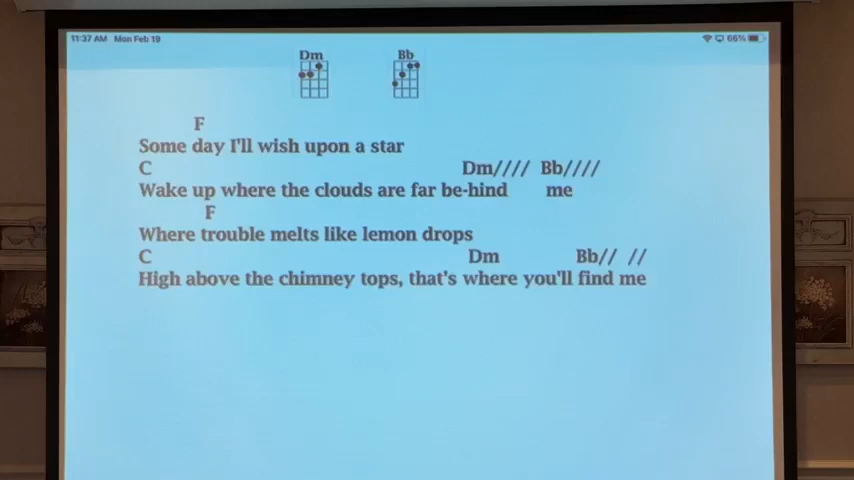 11:37 AM Mon Feb 19 66%
Dm Bb
F
Some day I'll wish upon a star
C Dm//// Bb////
Wake up where the clouds are far be-hind me
F
Where trouble melts like lemon drops
C Dm Bb// //
High above the chimney tops, that's where you'll find me